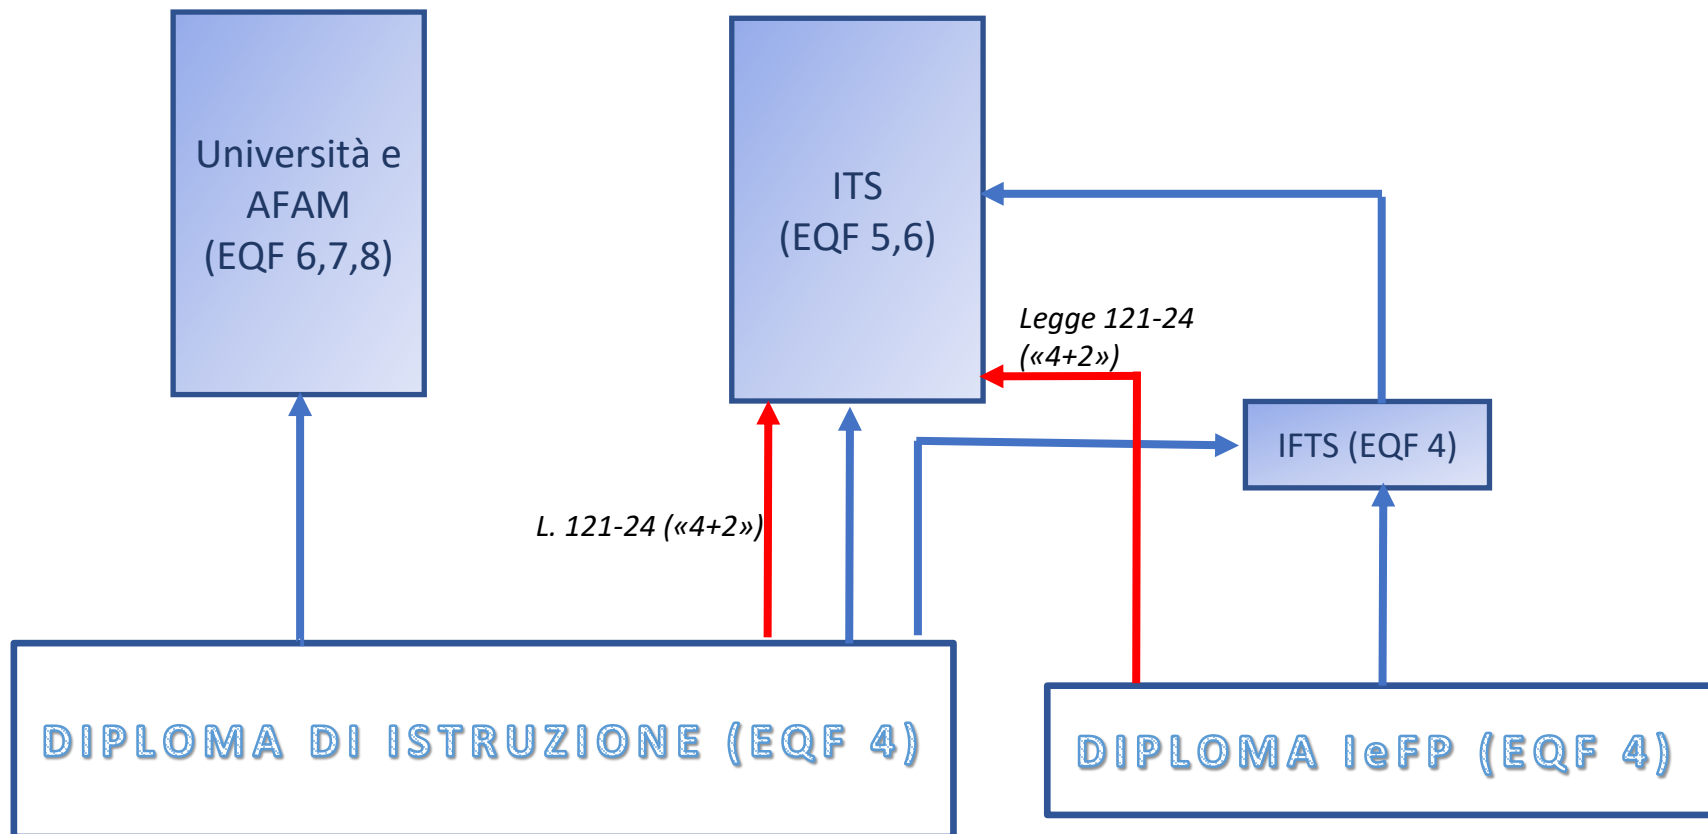 Università e
AFAM
(EQF 6,7,8)
ITS
(EQF 5,6)
Legge 121-24
(«4+2»)
IFTS (EQF 4)
L. 121-24 («4+2»)
DIPLOMA DI ISTRUZIONE (EQF 4)
DIPLOMA IeFP (EQF 4)